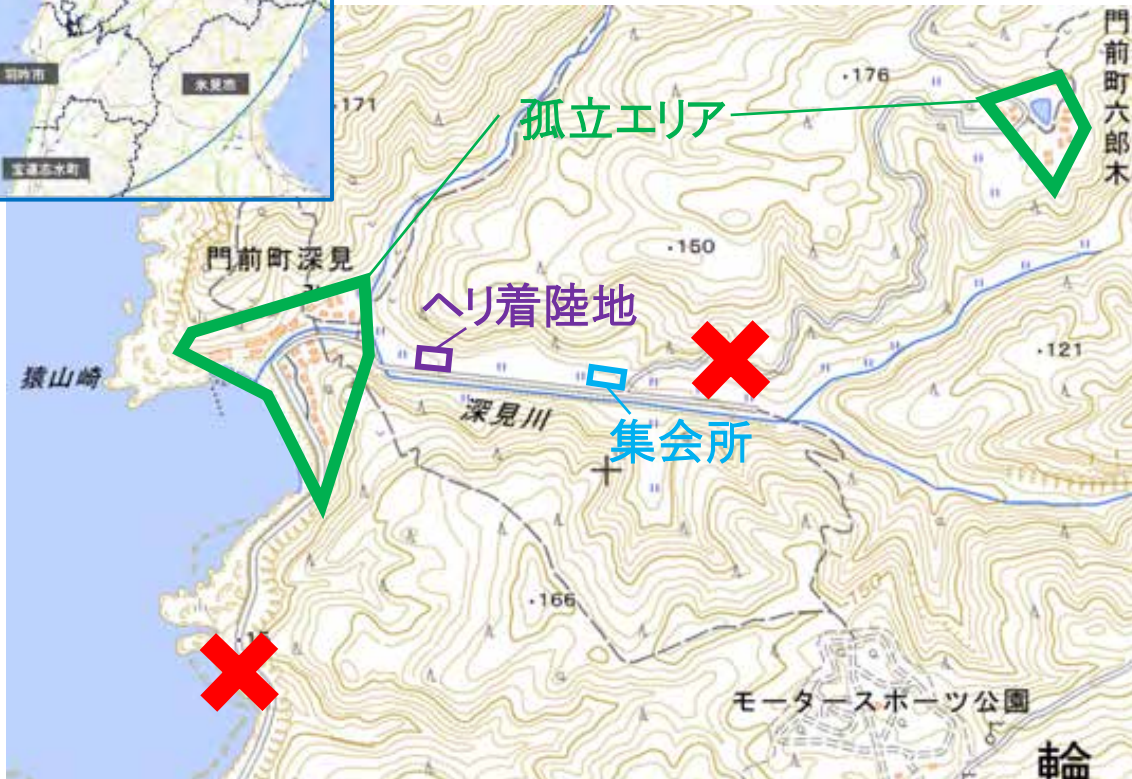 羽咋市
氷見市
宝達志水町
171
孤立エリア
176
門前町六郎木
門前町深見
150
ヘリ着陸地
猿山崎
121
深見川
集会所
150
166
15
モータースポーツ公園
輪